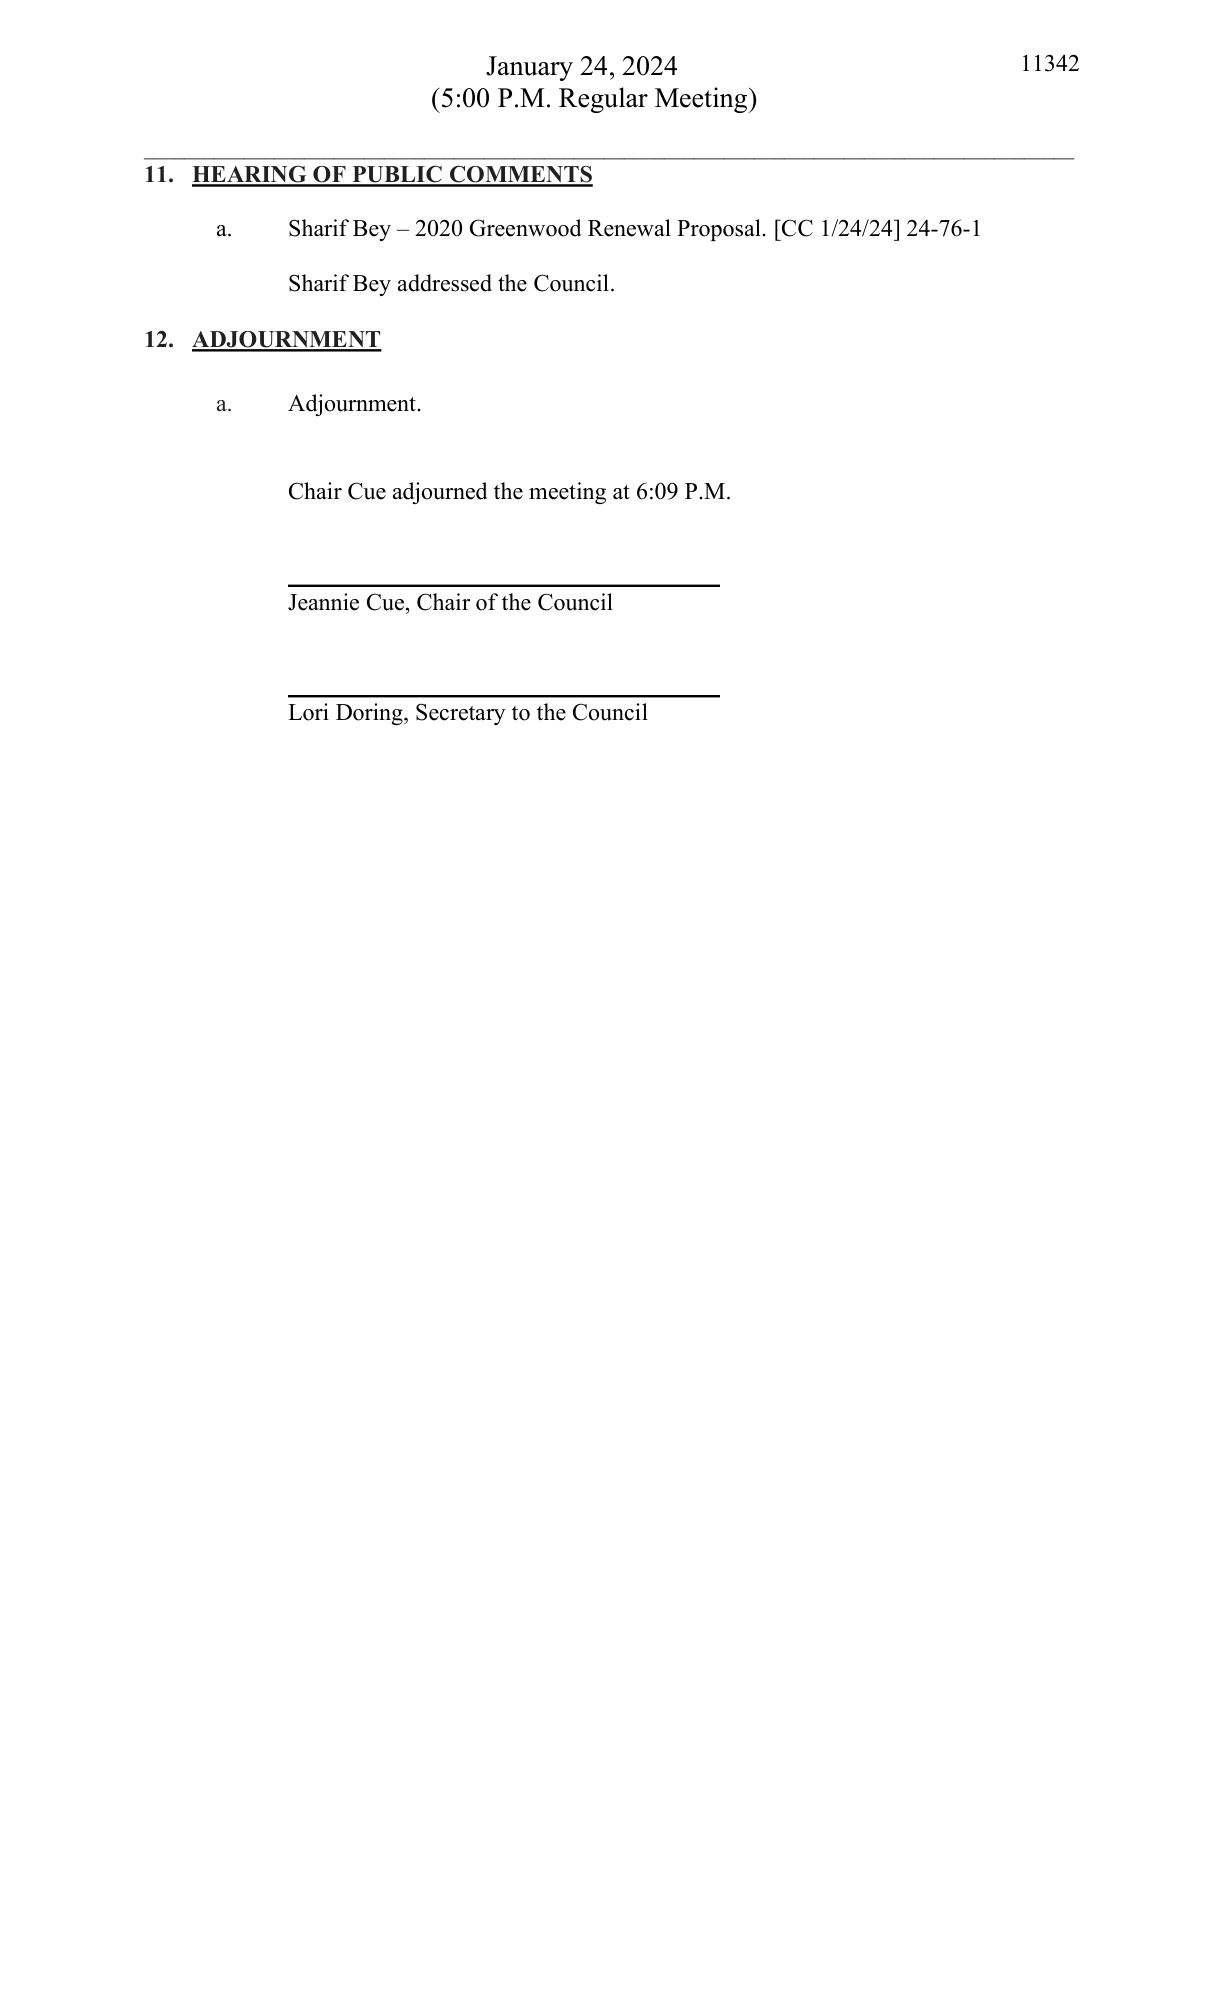 January 24, 2024
11342
(5:00 P.M. Regular Meeting)
11. HEARING OF PUBLIC COMMENTS
a. Sharif Bey – 2020 Greenwood Renewal Proposal. [CC 1/24/24] 24-76-1
Sharif Bey addressed the Council.
12. ADJOURNMENT
a. Adjournment.
Chair Cue adjourned the meeting at 6:09 P.M.
Jeannie Cue, Chair of the Council
Lori Doring, Secretary to the Council